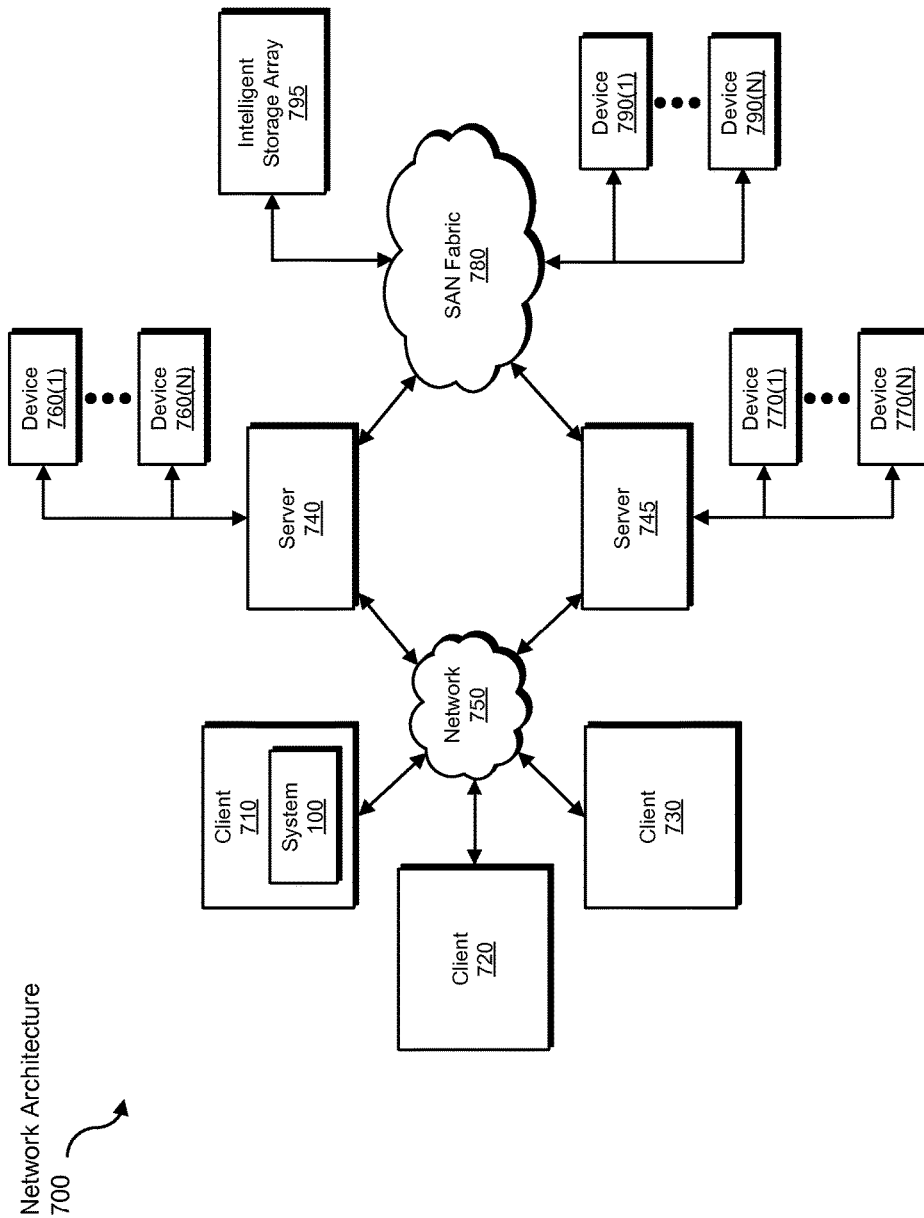 Network Architecture
700
Client
710
System
100
Client
720
Client
730
Network
750
Server
740
Server
745
Device
760(1)
Device
760(N)
Device
770(1)
Device
770(N)
SAN Fabric
780
Intelligent
Storage Array
795
Device
790(1)
Device
790(N)